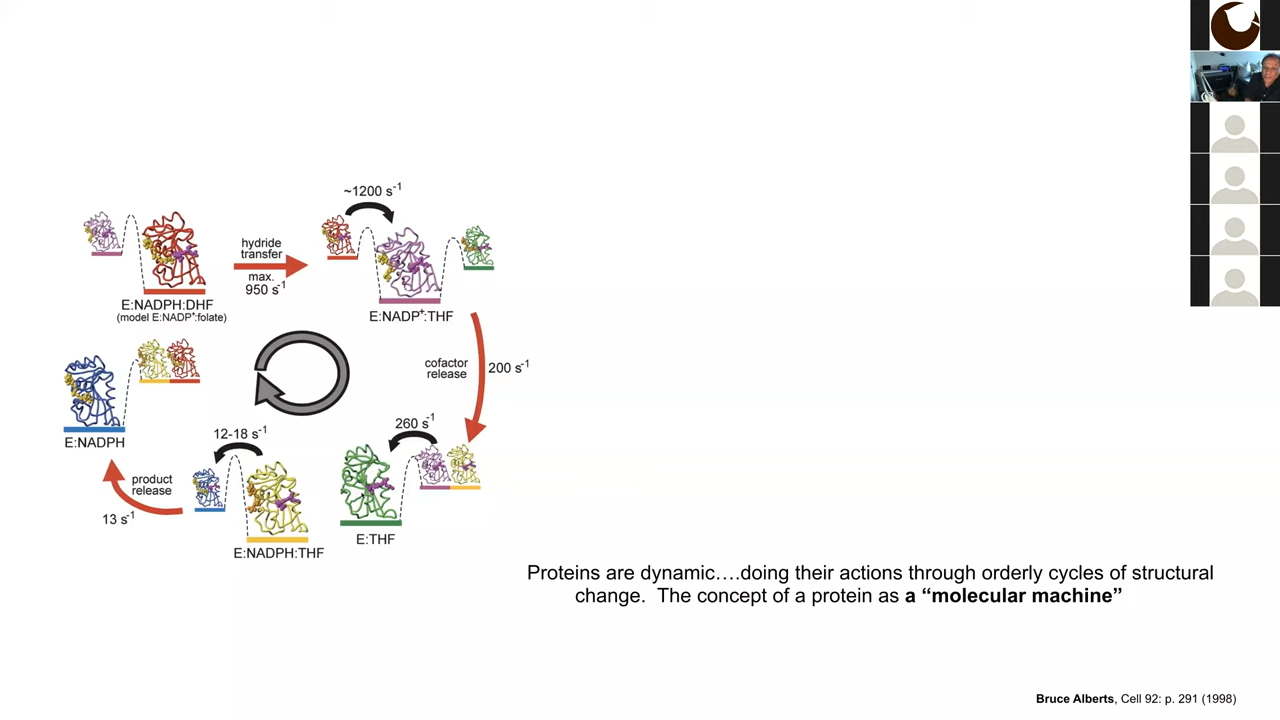 ~1200 s-1
hydride
transfer
max.
950 s-1
E:NADPH:DHF
(model E:NADP+:folate)
E:NADP+:THF
cofactor
release
200 s-1
E:NADPH
12-18 s-1
260 s-1
product
release
13 s-1
E:THF
E:NADPH:THF
Proteins are dynamic….doing their actions through orderly cycles of structural
change. The concept of a protein as a “molecular machine”
Bruce Alberts, Cell 92: p. 291 (1998)